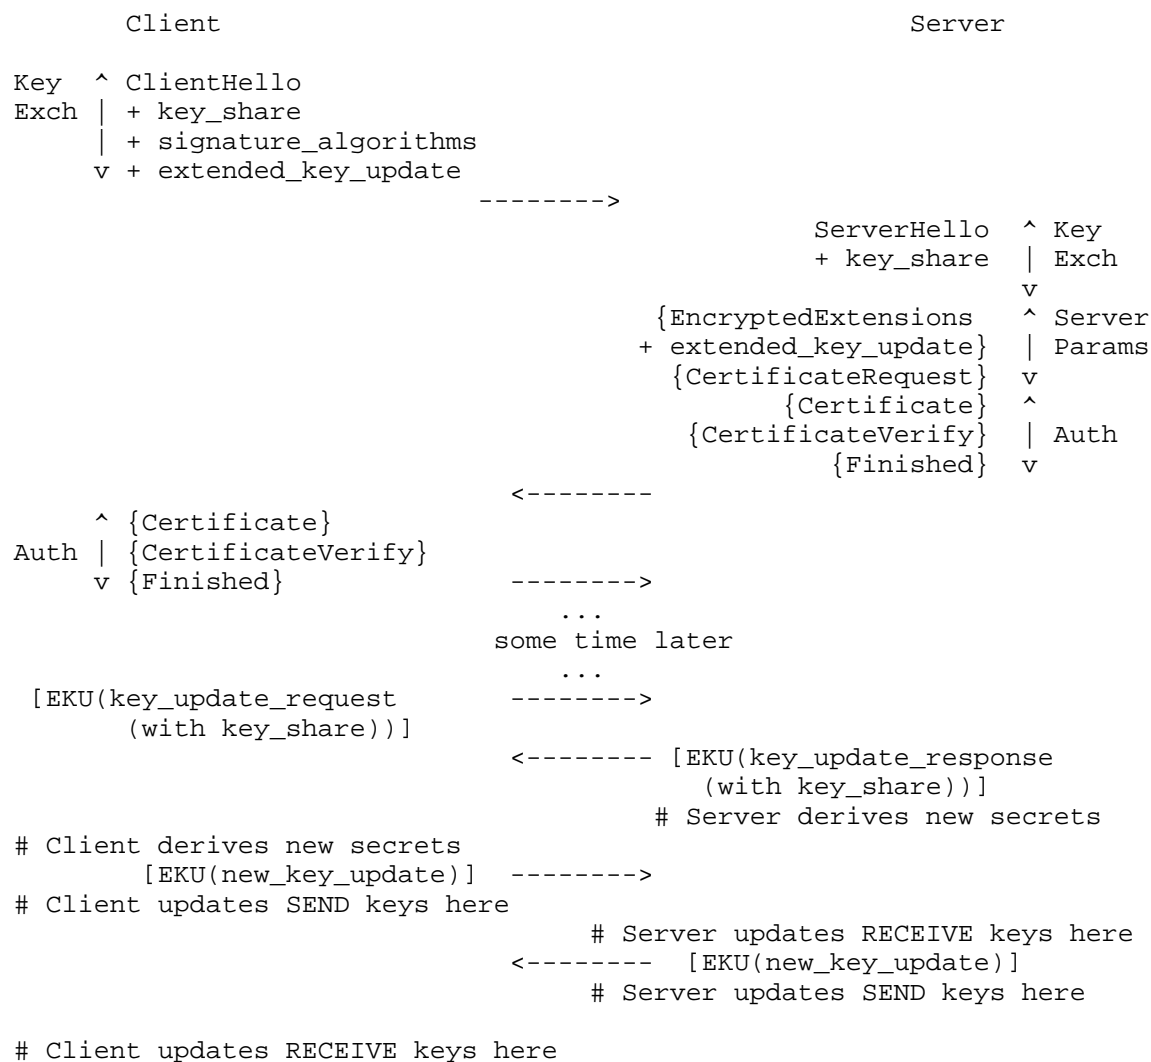 Client                                           Server

Key  ^ ClientHello
Exch | + key_share
     | + signature_algorithms
     v + extended_key_update
                             -------->
                                                  ServerHello  ^ Key
                                                  + key_share  | Exch
                                                               v
                                        {EncryptedExtensions   ^ Server
                                       + extended_key_update}  | Params
                                         {CertificateRequest}  v
                                                {Certificate}  ^
                                          {CertificateVerify}  | Auth
                                                   {Finished}  v
                               <--------
     ^ {Certificate}
Auth | {CertificateVerify}
     v {Finished}              -------->
                                  ...
                              some time later
                                  ...
 [EKU(key_update_request       -------->
       (with key_share))]
                               <-------- [EKU(key_update_response
                                           (with key_share))]
                                        # Server derives new secrets
# Client derives new secrets
        [EKU(new_key_update)]  -------->
# Client updates SEND keys here
                                    # Server updates RECEIVE keys here
                               <--------  [EKU(new_key_update)]
                                    # Server updates SEND keys here

# Client updates RECEIVE keys here